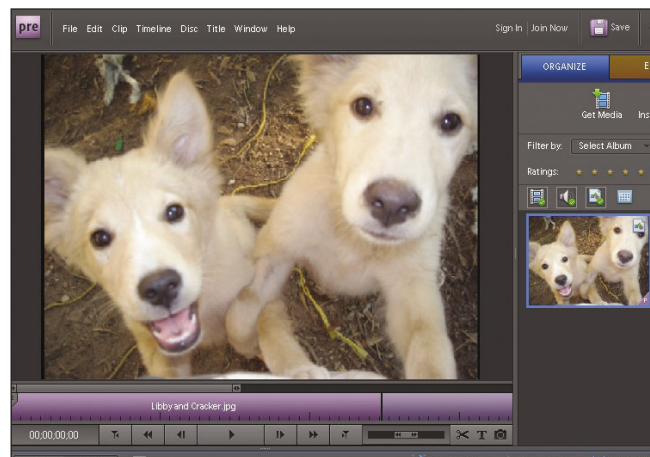 pre
File Edit Clip Timeline Disc Title Window Help
Sign In Join Now Save
ORGANIZE E
Get Media Ins
Filter by: Select Album
Ratings:
Libby and Cracker.jpg
00;00;00;00
T